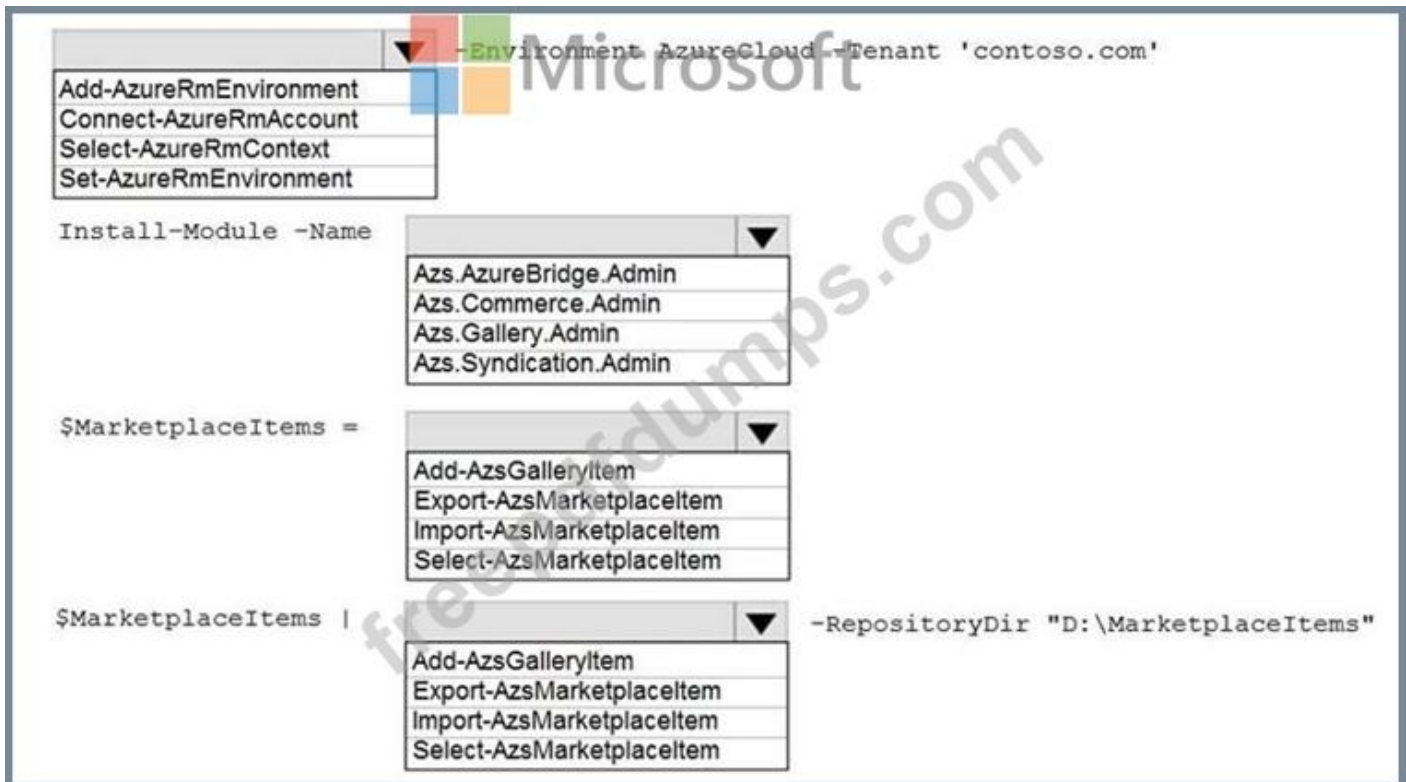 -Environment AzureCloud -Tenant 'contoso.com'
Microsoft
Add-AzureRmEnvironment
Connect-AzureRmAccount
Select-AzureRmContext
Set-AzureRmEnvironment
Install-Module -Name
Azs.AzureBridge.Admin
Azs.Commerce.Admin
Azs.Gallery.Admin
Azs.Syndication.Admin
$MarketplaceItems =
Add-AzsGalleryItem
Export-AzsMarketplaceItem
Import-AzsMarketplaceItem
Select-AzsMarketplaceItem
$MarketplaceItems | -RepositoryDir "D:\MarketplaceItems"
Add-AzsGalleryItem
Export-AzsMarketplaceItem
Import-AzsMarketplaceItem
Select-AzsMarketplaceItem
freepdfdumps.com